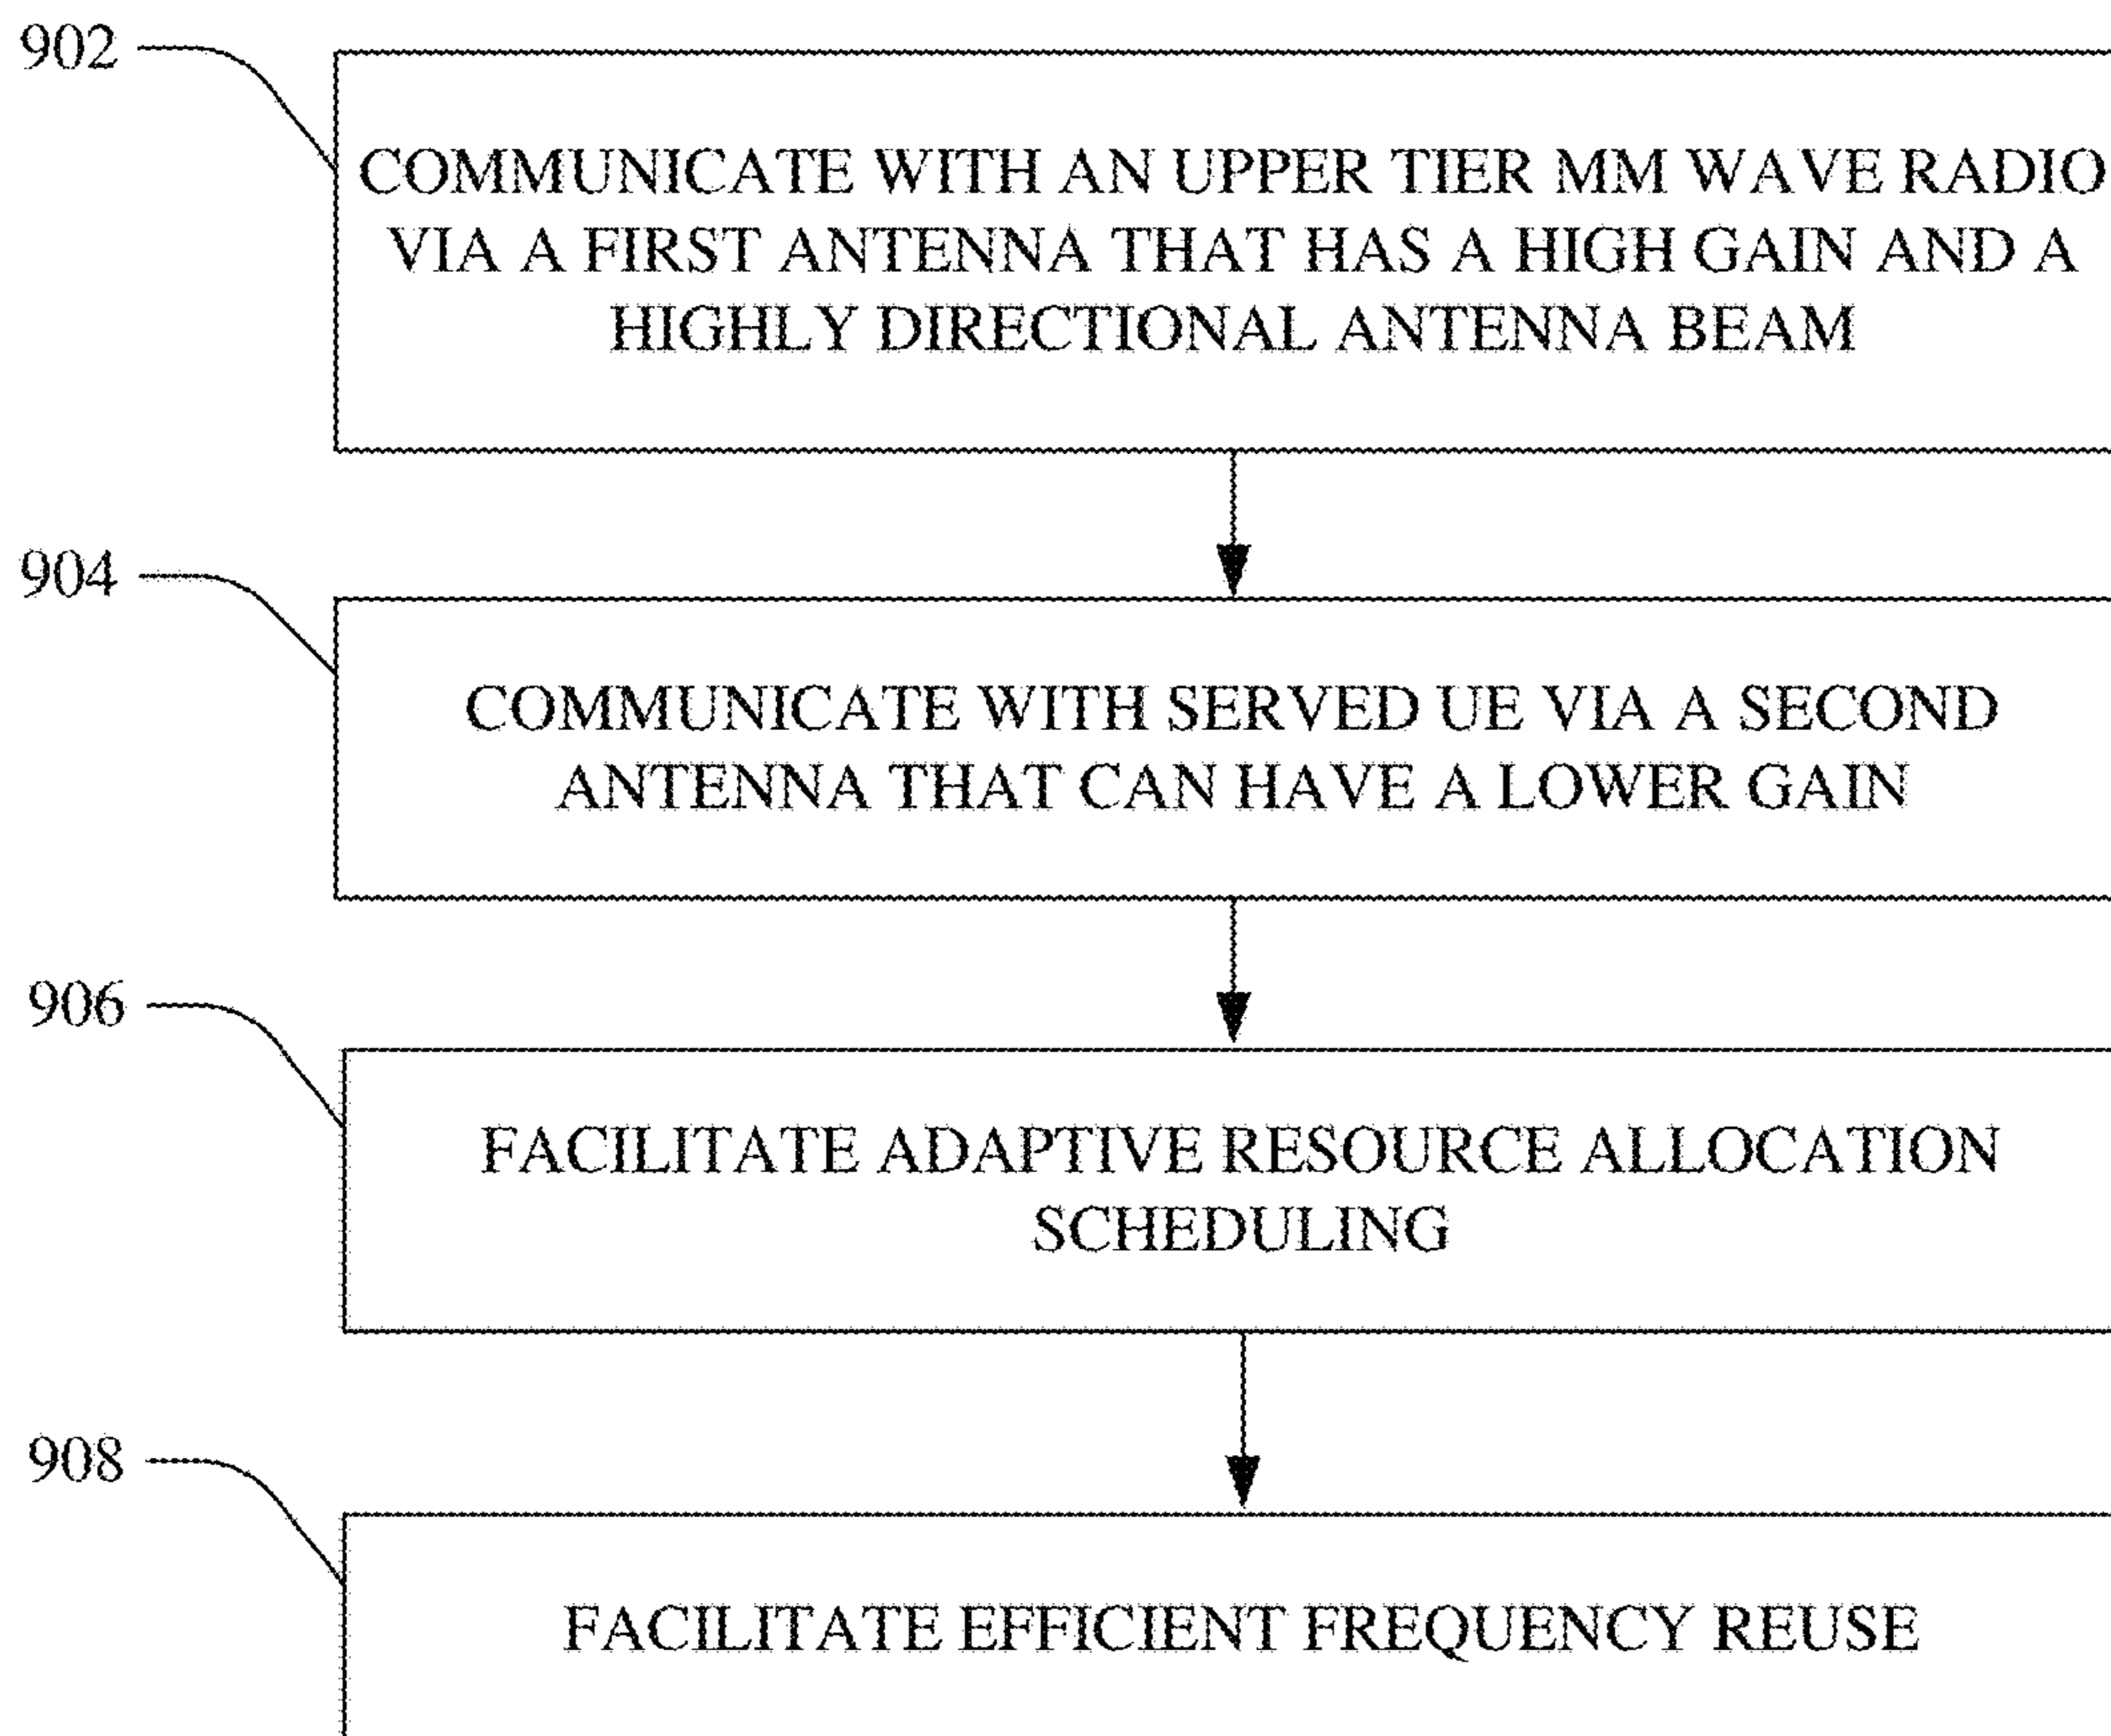 902
COMMUNICATE WITH AN UPPER TIER MM WAVE RADIO
VIA A FIRST ANTENNA THAT HAS A HIGH GAIN AND A
HIGHLY DIRECTIONAL ANTENNA BEAM
904
COMMUNICATE WITH SERVED UE VIA A SECOND
ANTENNA THAT CAN HAVE A LOWER GAIN
906
FACILITATE ADAPTIVE RESOURCE ALLOCATION
SCHEDULING
908
FACILITATE EFFICIENT FREQUENCY REUSE